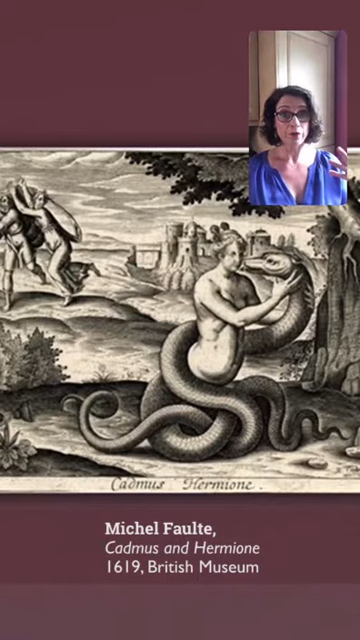 Cadmus Hermione.
Michel Faulte,
Cadmus and Hermione
1619, British Museum